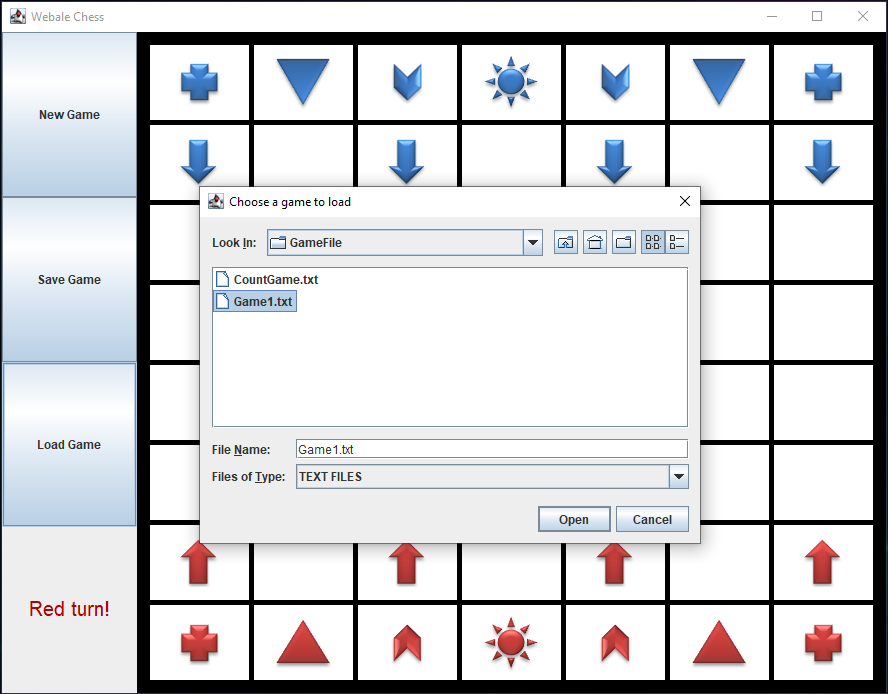 Webale Chess
New Game
Save Game
Load Game
Red turn!
Choose a game to load
Look In:
GameFile
CountGame.txt
Game1.txt
File Name:
Game1.txt
Files of Type:
TEXT FILES
Open
Cancel